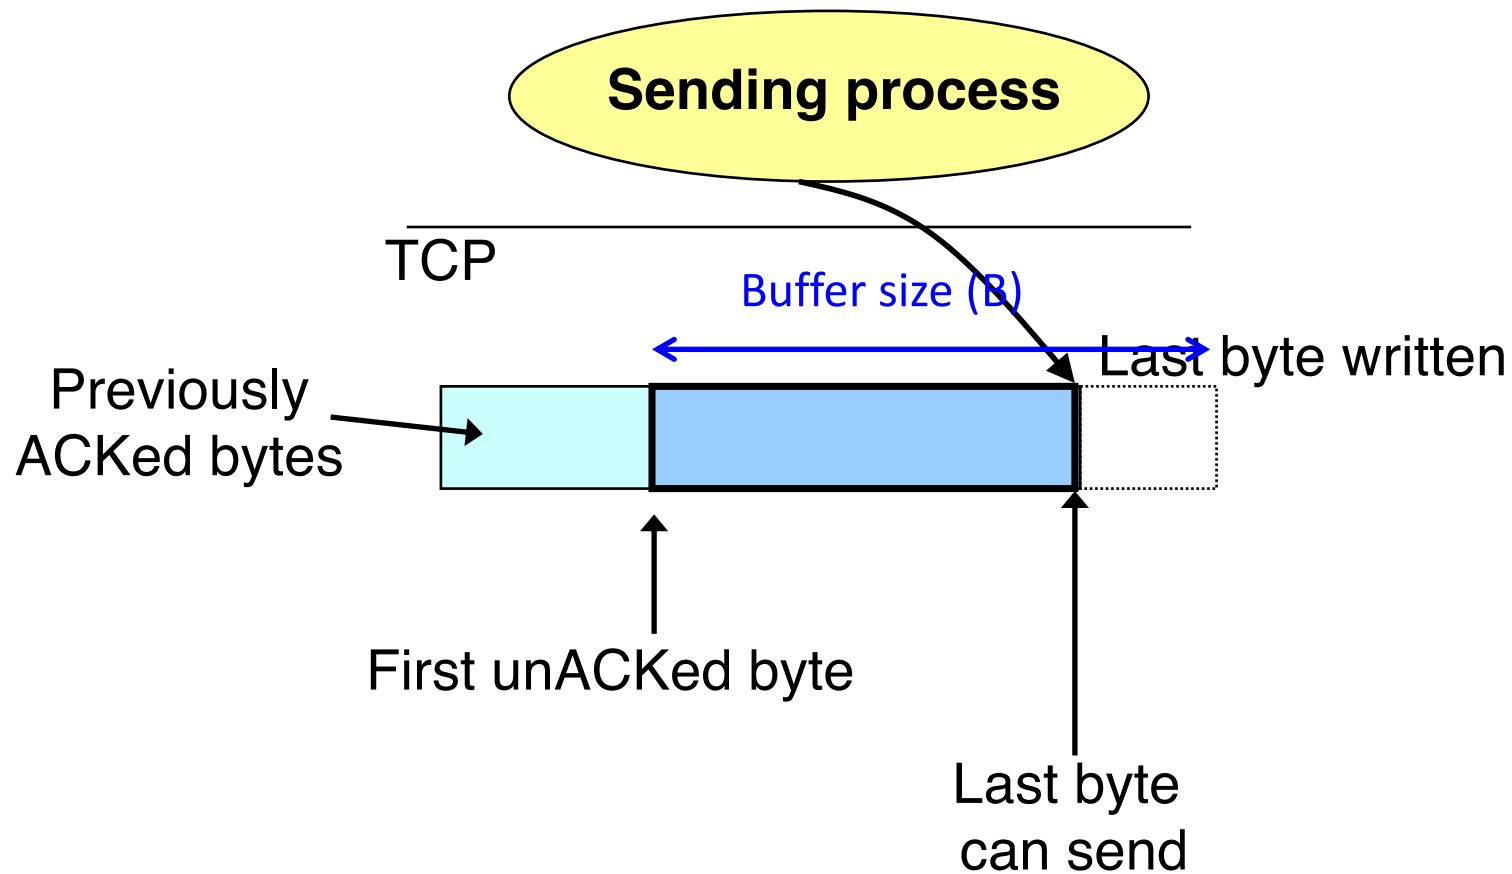 Sending process
TCP
Buffer size (B)
Last byte written
Previously
ACKed bytes
First unACKed byte
Last byte
can send